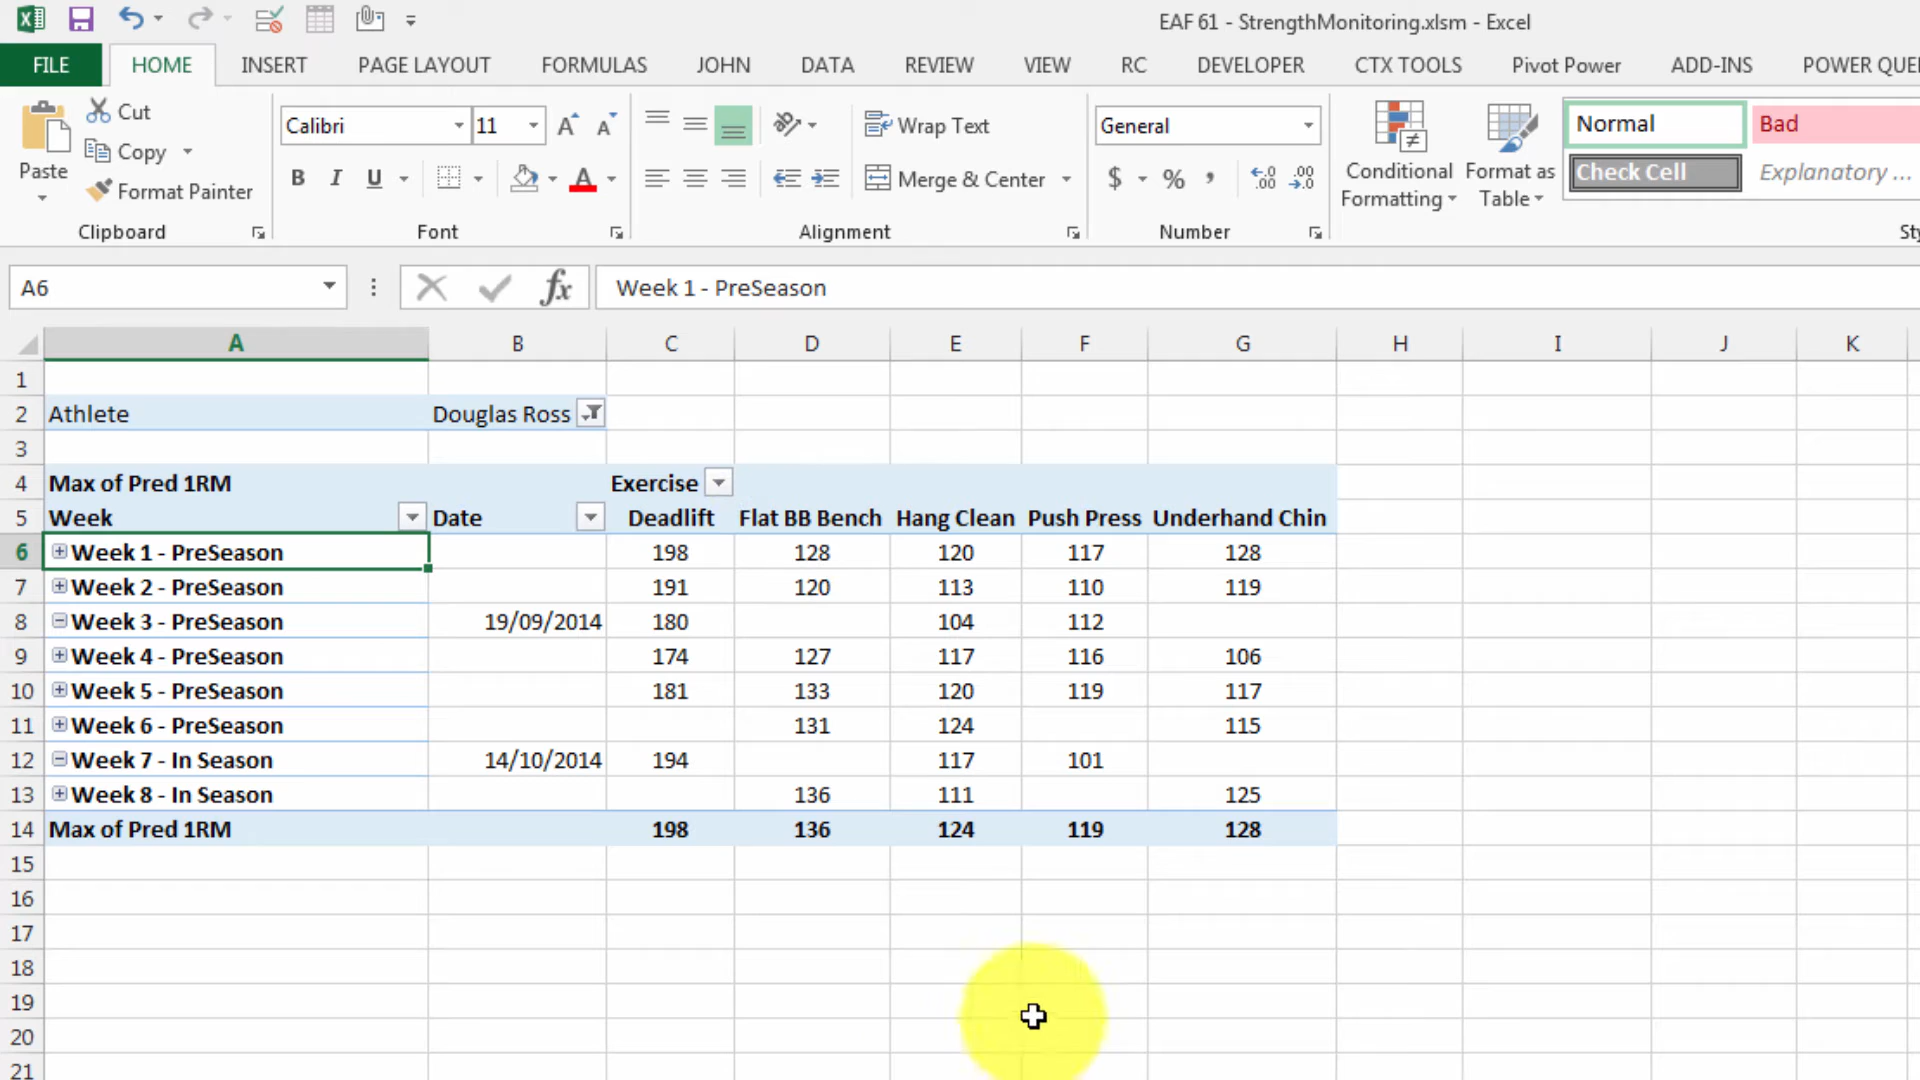 EAF 61 - StrengthMonitoring.xlsm - Excel
FILE HOME INSERT PAGE LAYOUT FORMULAS JOHN DATA REVIEW VIEW RC DEVELOPER CTX TOOLS Pivot Power ADD-INS POWER QUE
Paste
Cut
Copy
Format Painter
Clipboard
Calibri 11
B I U
Font
Wrap Text
Merge & Center
Alignment
General
$ % ,
Number
Conditional Formatting
Format as Table
Normal Bad
Check Cell Explanatory ...
Sty
A6 fx Week 1 - PreSeason
A B C D E F G H I J K
1
2 Athlete Douglas Ross
3
4 Max of Pred 1RM Exercise
5 Week Date Deadlift Flat BB Bench Hang Clean Push Press Underhand Chin
6 Week 1 - PreSeason 198 128 120 117 128
7 Week 2 - PreSeason 191 120 113 110 119
8 Week 3 - PreSeason 19/09/2014 180 104 112
9 Week 4 - PreSeason 174 127 117 116 106
10 Week 5 - PreSeason 181 133 120 119 117
11 Week 6 - PreSeason 131 124 115
12 Week 7 - In Season 14/10/2014 194 117 101
13 Week 8 - In Season 136 111 125
14 Max of Pred 1RM 198 136 124 119 128
15
16
17
18
19
20
21